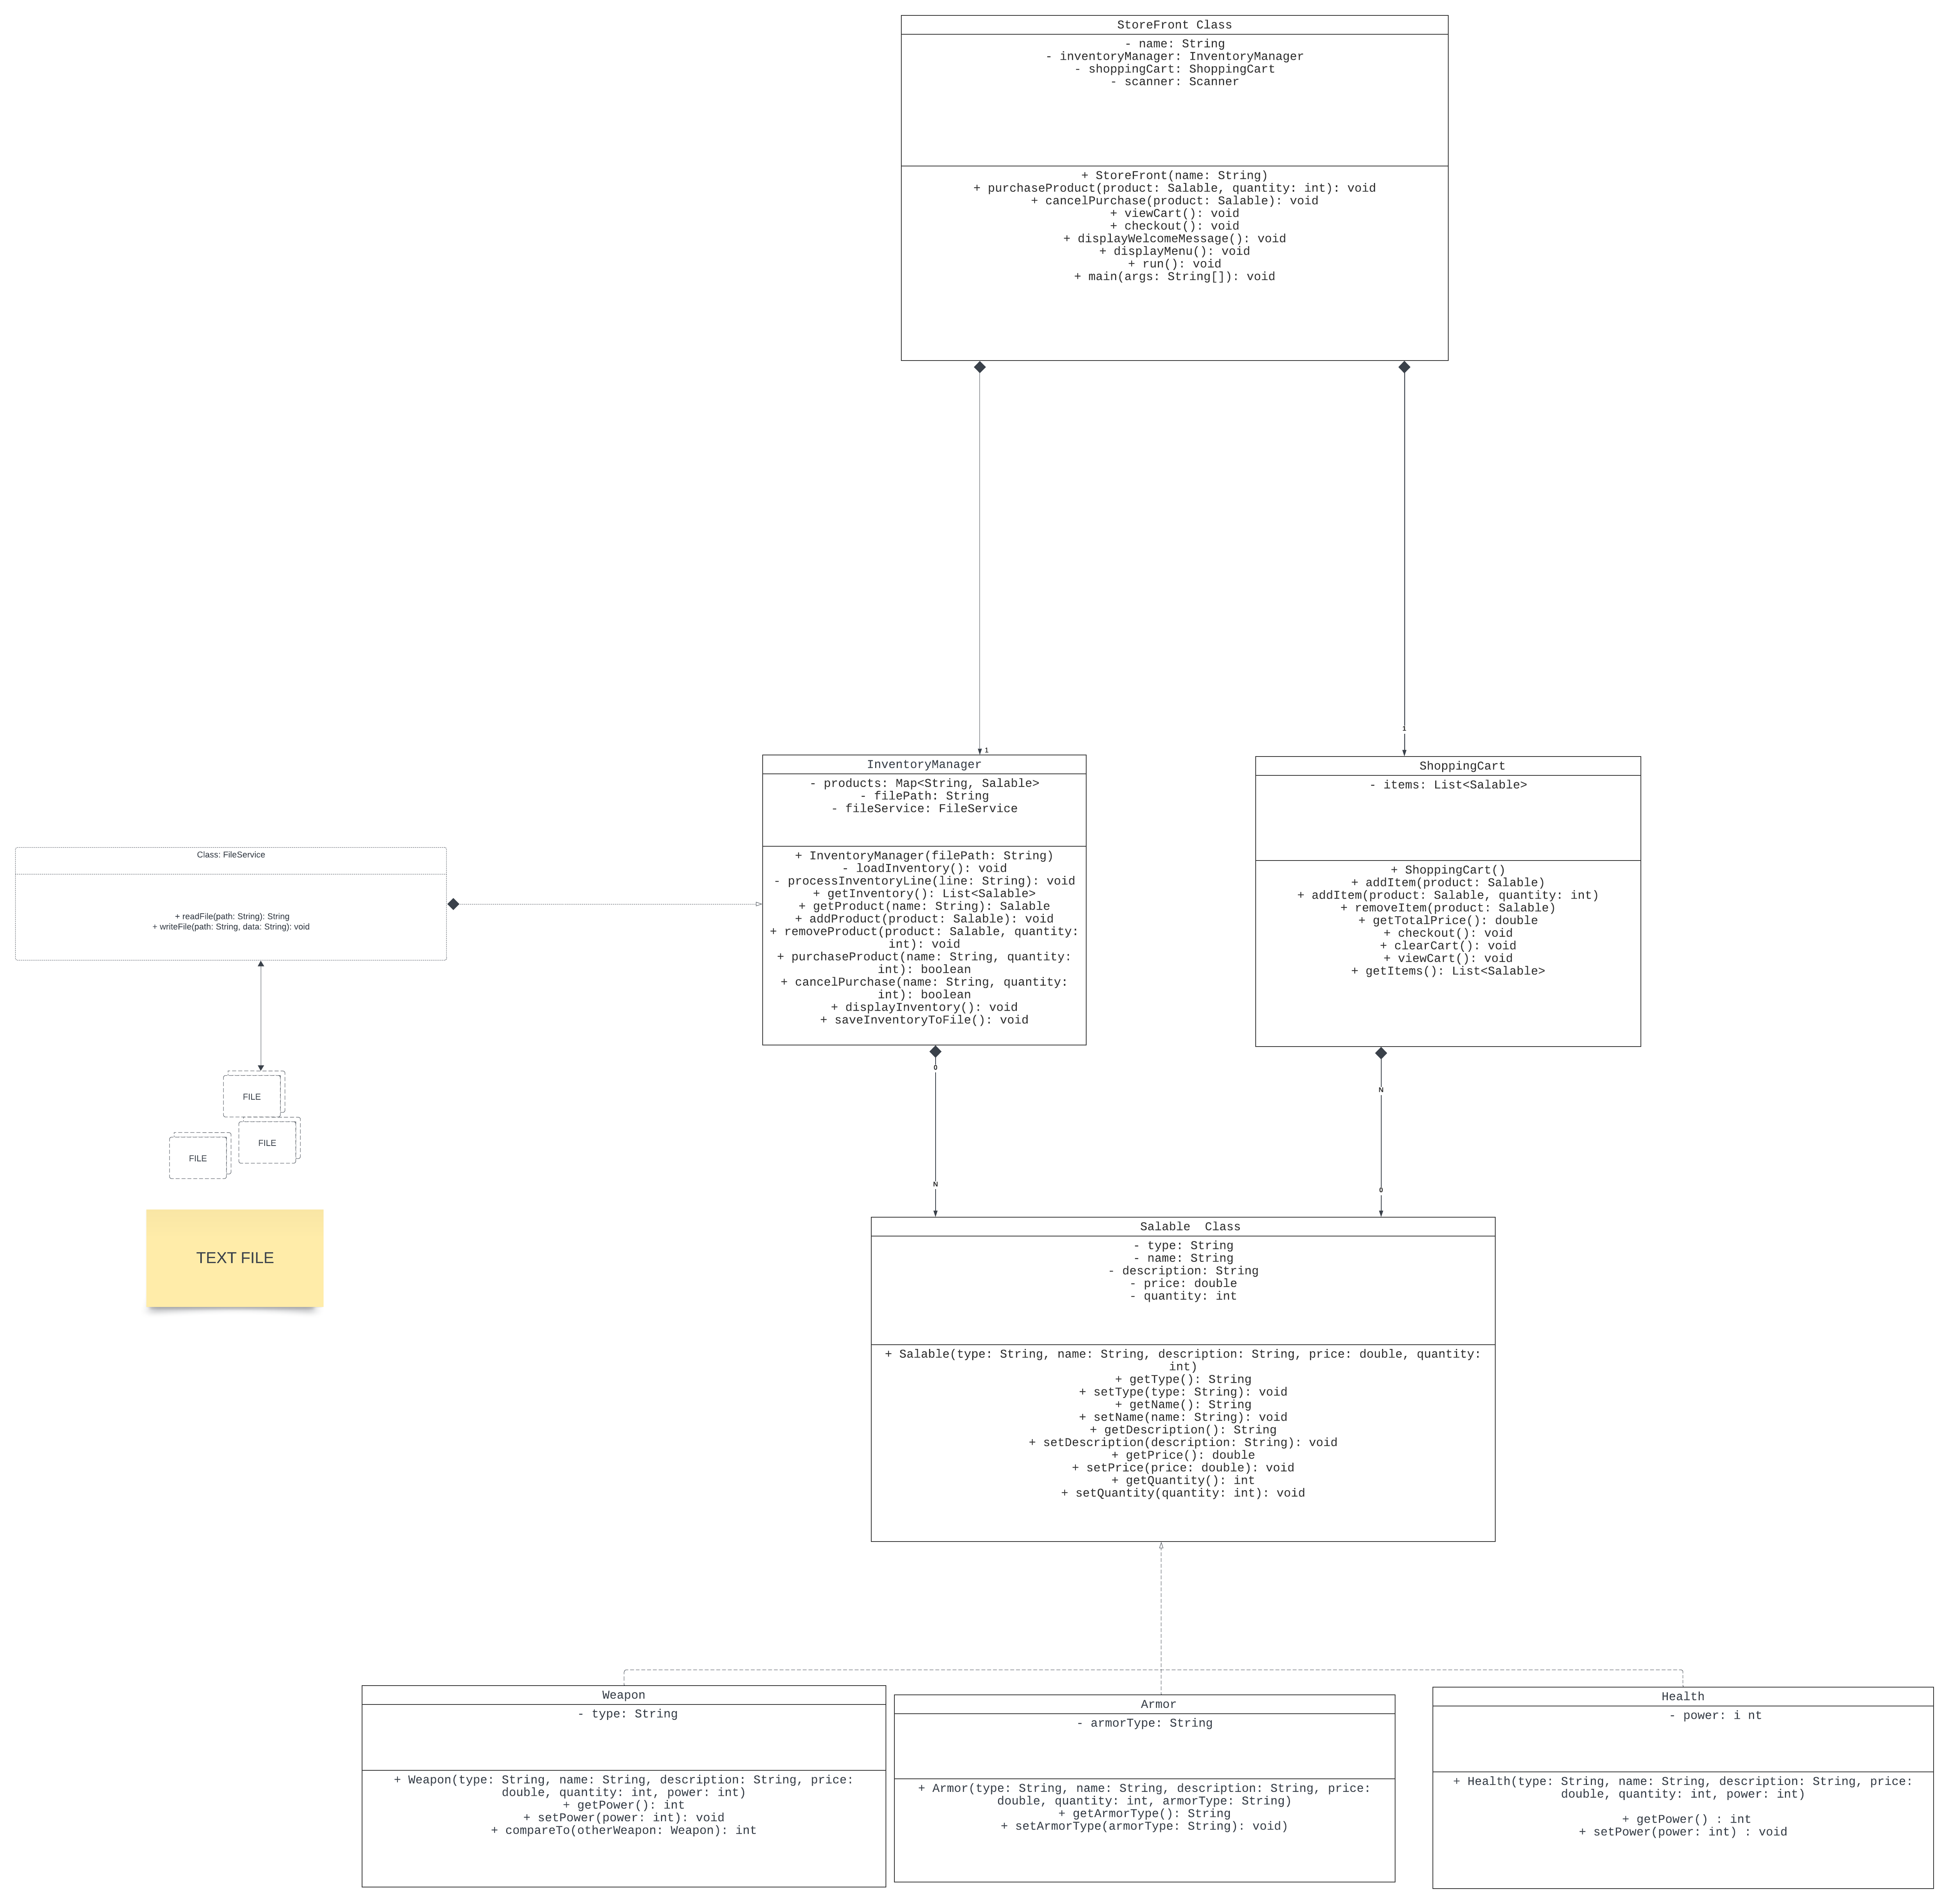 StoreFront Class
- name: String
- inventoryManager: InventoryManager
- shoppingCart: ShoppingCart
- scanner: Scanner
+ StoreFront(name: String)
+ purchaseProduct(product: Salable, quantity: int): void
+ cancelPurchase(product: Salable): void
+ viewCart(): void
+ checkout(): void
+ displayWelcomeMessage(): void
+ displayMenu(): void
+ run(): void
+ main(args: String[]): void
1
1
InventoryManager
- products: Map<String, Salable>
- filePath: String
- fileService: FileService
+ InventoryManager(filePath: String)
- loadInventory(): void
- processInventoryLine(line: String): void
+ getInventory(): List<Salable>
+ getProduct(name: String): Salable
+ addProduct(product: Salable): void
+ removeProduct(product: Salable, quantity:
int): void
+ purchaseProduct(name: String, quantity:
int): boolean
+ cancelPurchase(name: String, quantity:
int): boolean
+ displayInventory(): void
+ saveInventoryToFile(): void
ShoppingCart
- items: List<Salable>
+ ShoppingCart()
+ addItem(product: Salable)
+ addItem(product: Salable, quantity: int)
+ removeItem(product: Salable)
+ getTotalPrice(): double
+ checkout(): void
+ clearCart(): void
+ viewCart(): void
+ getItems(): List<Salable>
Class: FileService
+ readFile(path: String): String
+ writeFile(path: String, data: String): void
FILE
FILE
FILE
TEXT FILE
0
N
N
0
Salable  Class
- type: String
- name: String
- description: String
- price: double
- quantity: int
+ Salable(type: String, name: String, description: String, price: double, quantity:
int)
+ getType(): String
+ setType(type: String): void
+ getName(): String
+ setName(name: String): void
+ getDescription(): String
+ setDescription(description: String): void
+ getPrice(): double
+ setPrice(price: double): void
+ getQuantity(): int
+ setQuantity(quantity: int): void
Weapon
- type: String
+ Weapon(type: String, name: String, description: String, price:
double, quantity: int, power: int)
+ getPower(): int
+ setPower(power: int): void
+ compareTo(otherWeapon: Weapon): int
Armor
- armorType: String
+ Armor(type: String, name: String, description: String, price:
double, quantity: int, armorType: String)
+ getArmorType(): String
+ setArmorType(armorType: String): void)
Health
- power: i nt
+ Health(type: String, name: String, description: String, price:
double, quantity: int, power: int)
+ getPower() : int
+ setPower(power: int) : void